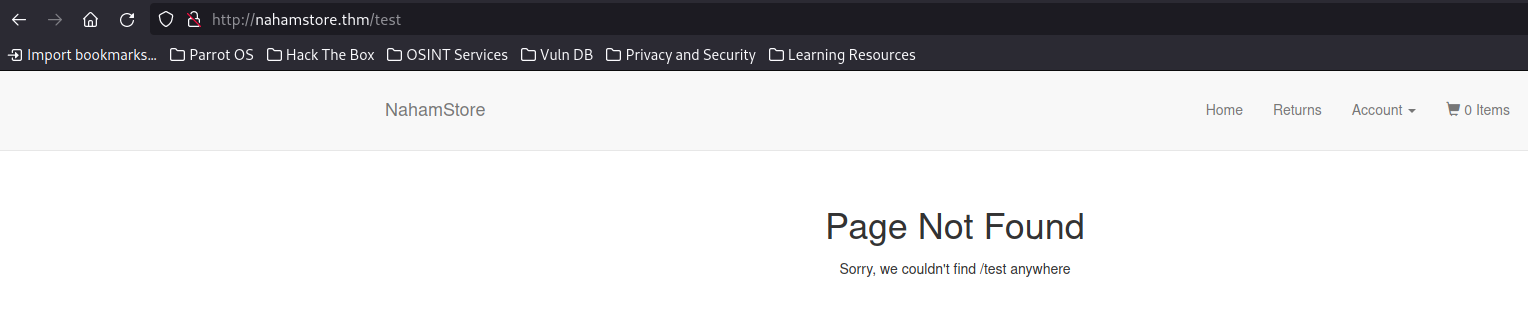 http://nahamstore.thm/test
Import bookmarks... Parrot OS Hack The Box OSINT Services Vuln DB Privacy and Security Learning Resources
NahamStore Home Returns Account 0 Items
Page Not Found
Sorry, we couldn't find /test anywhere